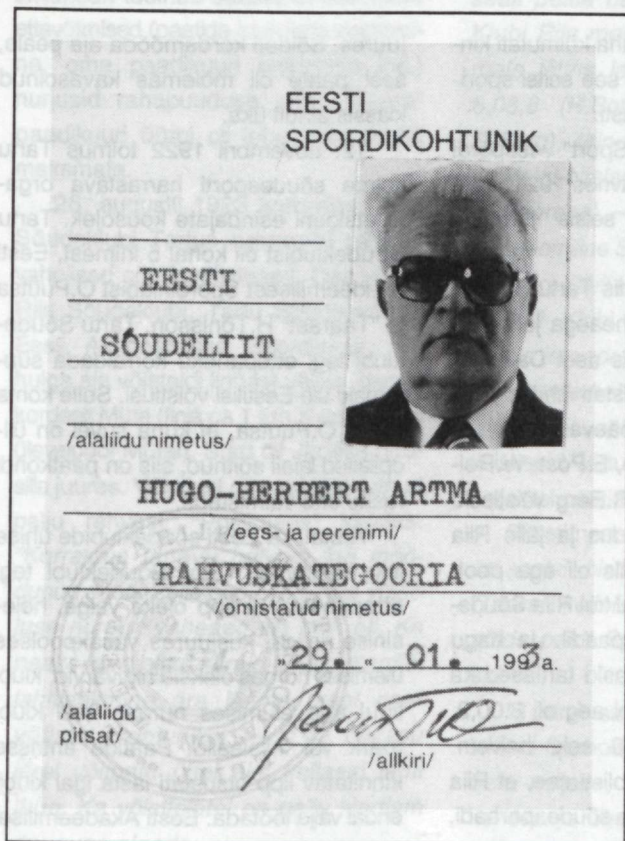 EESTI
SPORDIKOHTUNIK
EESTI
SÕUDELIIT
/alaliidu nimetus/
HUGO-HERBERT ARTMA
/ees- ja perenimi/
RAHVUSKATEGOORIA
/omistatud nimetus/
"29." 01. 1993a.
/alaliidu
pitsat/
/allkiri/